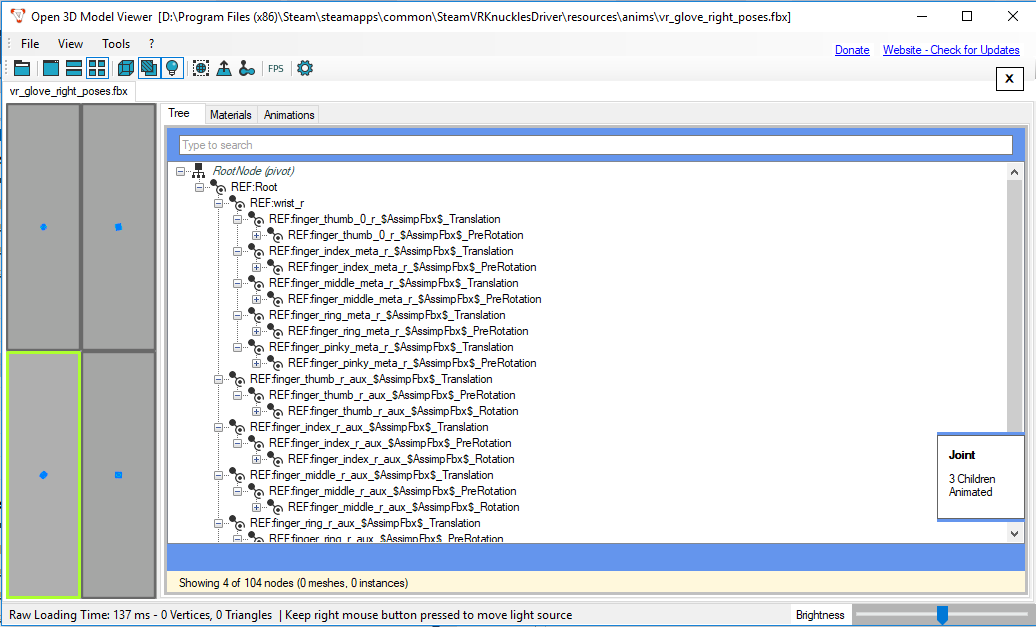 Open 3D Model Viewer [D:\Program Files (x86)\Steam\steamapps\common\SteamVRKnucklesDriver\resources\anims\vr_glove_right_poses.fbx]
File View Tools ?
Donate Website - Check for Updates
FPS
X
vr_glove_right_poses.fbx
Tree Materials Animations
Type to search
RootNode (pivot)
REF:Root
REF:wrist_r
REF:finger_thumb_0_r_$AssimpFbx$_Translation
REF:finger_thumb_0_r_$AssimpFbx$_PreRotation
REF:finger_index_meta_r_$AssimpFbx$_Translation
REF:finger_index_meta_r_$AssimpFbx$_PreRotation
REF:finger_middle_meta_r_$AssimpFbx$_Translation
REF:finger_middle_meta_r_$AssimpFbx$_PreRotation
REF:finger_ring_meta_r_$AssimpFbx$_Translation
REF:finger_ring_meta_r_$AssimpFbx$_PreRotation
REF:finger_pinky_meta_r_$AssimpFbx$_Translation
REF:finger_pinky_meta_r_$AssimpFbx$_PreRotation
REF:finger_thumb_r_aux_$AssimpFbx$_Translation
REF:finger_thumb_r_aux_$AssimpFbx$_PreRotation
REF:finger_thumb_r_aux_$AssimpFbx$_Rotation
REF:finger_index_r_aux_$AssimpFbx$_Translation
REF:finger_index_r_aux_$AssimpFbx$_PreRotation
REF:finger_index_r_aux_$AssimpFbx$_Rotation
REF:finger_middle_r_aux_$AssimpFbx$_Translation
REF:finger_middle_r_aux_$AssimpFbx$_PreRotation
REF:finger_middle_r_aux_$AssimpFbx$_Rotation
REF:finger_ring_r_aux_$AssimpFbx$_Translation
REF:finger_ring_r_aux_$AssimpFbx$_PreRotation
Joint
3 Children
Animated
Showing 4 of 104 nodes (0 meshes, 0 instances)
Raw Loading Time: 137 ms - 0 Vertices, 0 Triangles | Keep right mouse button pressed to move light source
Brightness